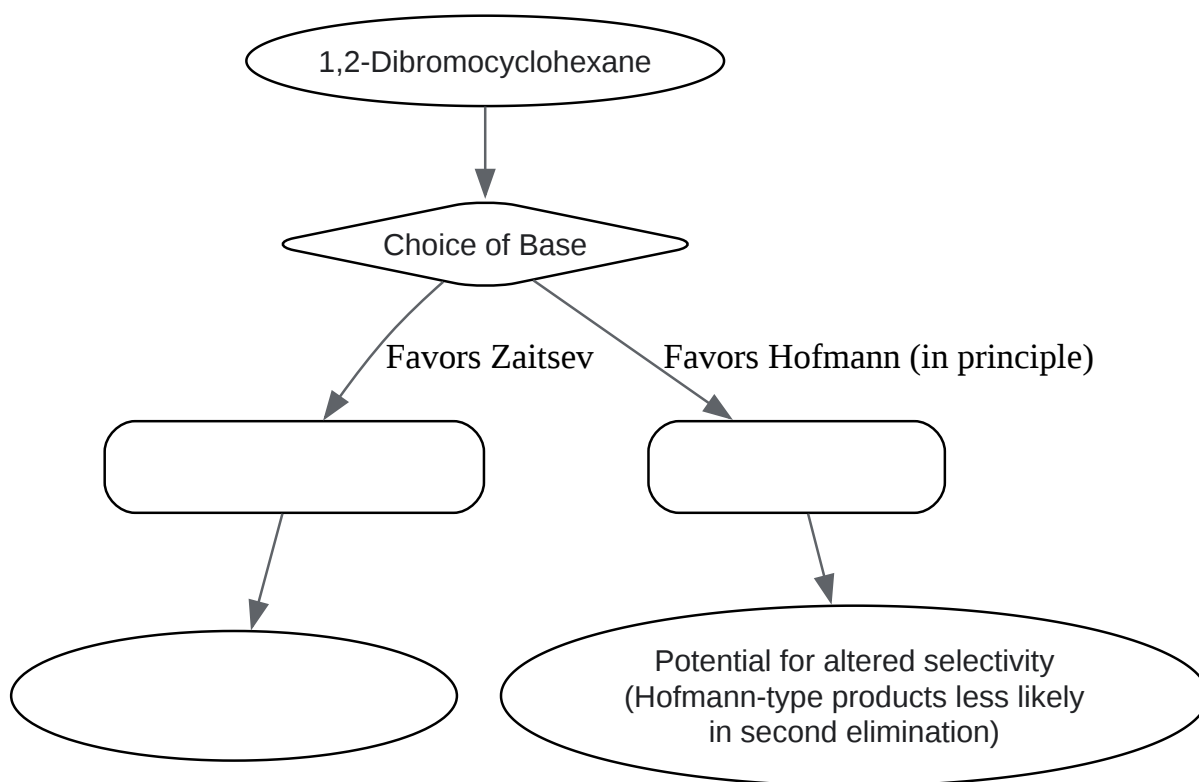 1,2-Dibromocyclohexane
Choice of Base
Favors Zaitsev
Favors Hofmann (in principle)
Potential for altered selectivity
(Hofmann-type products less likely
in second elimination)